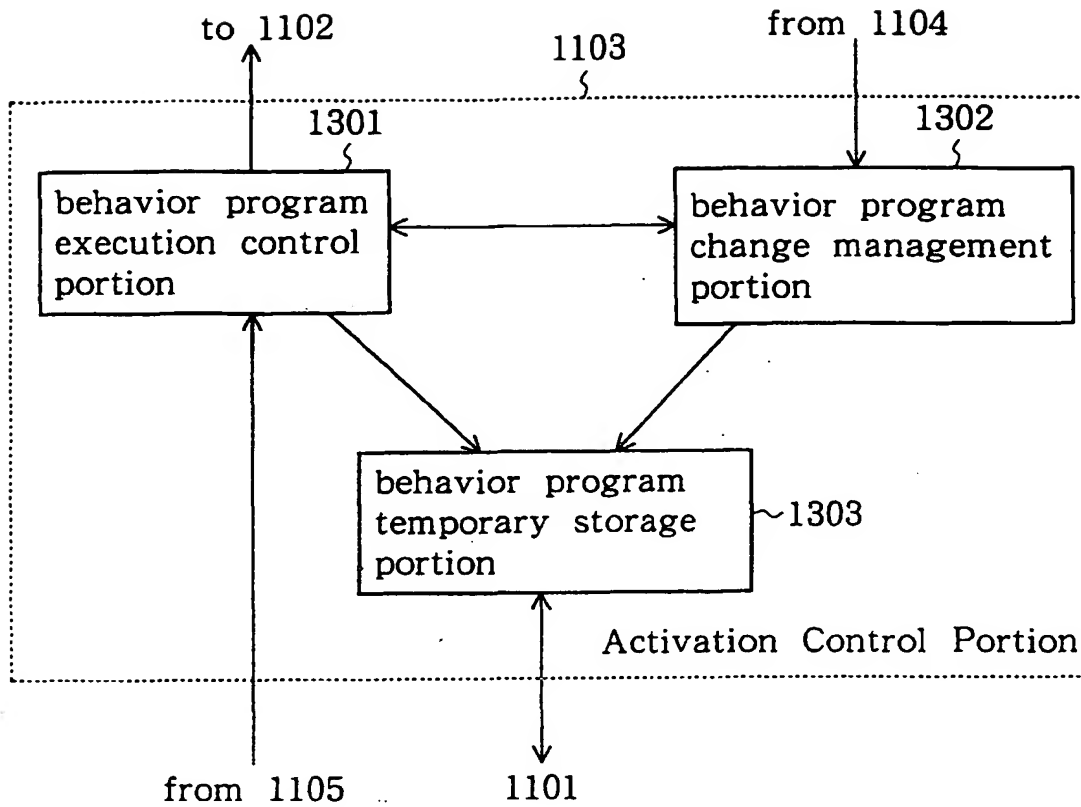 to 1102
from 1104
1103
1301
1302
behavior program
execution control
portion
behavior program
change management
portion
behavior program
temporary storage
portion
1303
Activation Control Portion
from 1105
1101